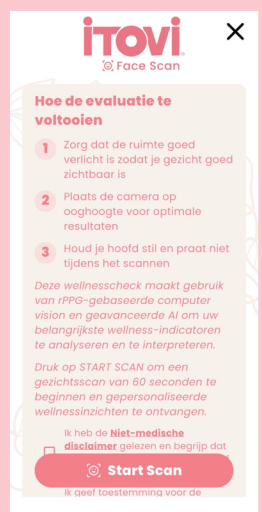 iTOVi
Face Scan
Hoe de evaluatie te
voltooien
1 Zorg dat de ruimte goed
verlicht is zodat je gezicht goed
zichtbaar is
2 Plaats de camera op
ooghoogte voor optimale
resultaten
3 Houd je hoofd stil en praat niet
tijdens het scannen
Deze wellnesscheck maakt gebruik
van rPPG-gebaseerde computer
vision en geavanceerde AI om uw
belangrijkste wellness-indicatoren
te analyseren en te interpreteren.
Druk op START SCAN om een
gezichtsscan van 60 seconden te
beginnen en gepersonaliseerde
wellnessinzichten te ontvangen.
Ik heb de Niet-medische
disclaimer gelezen en begrijp dat
Start Scan
Ik geef toestemming voor de